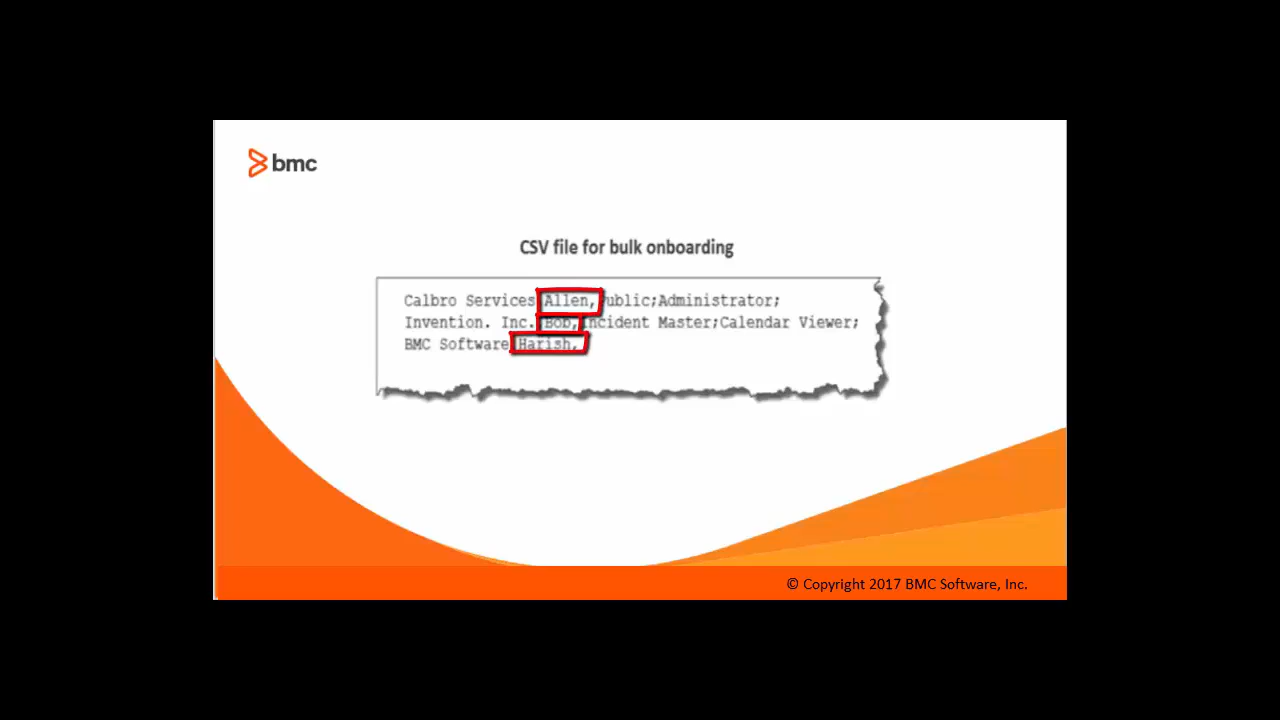 bmc
CSV file for bulk onboarding
Calbro Services Allen, Public;Administrator;
Invention. Inc. Bob, Incident Master;Calendar Viewer;
BMC Software Harish,
© Copyright 2017 BMC Software, Inc.